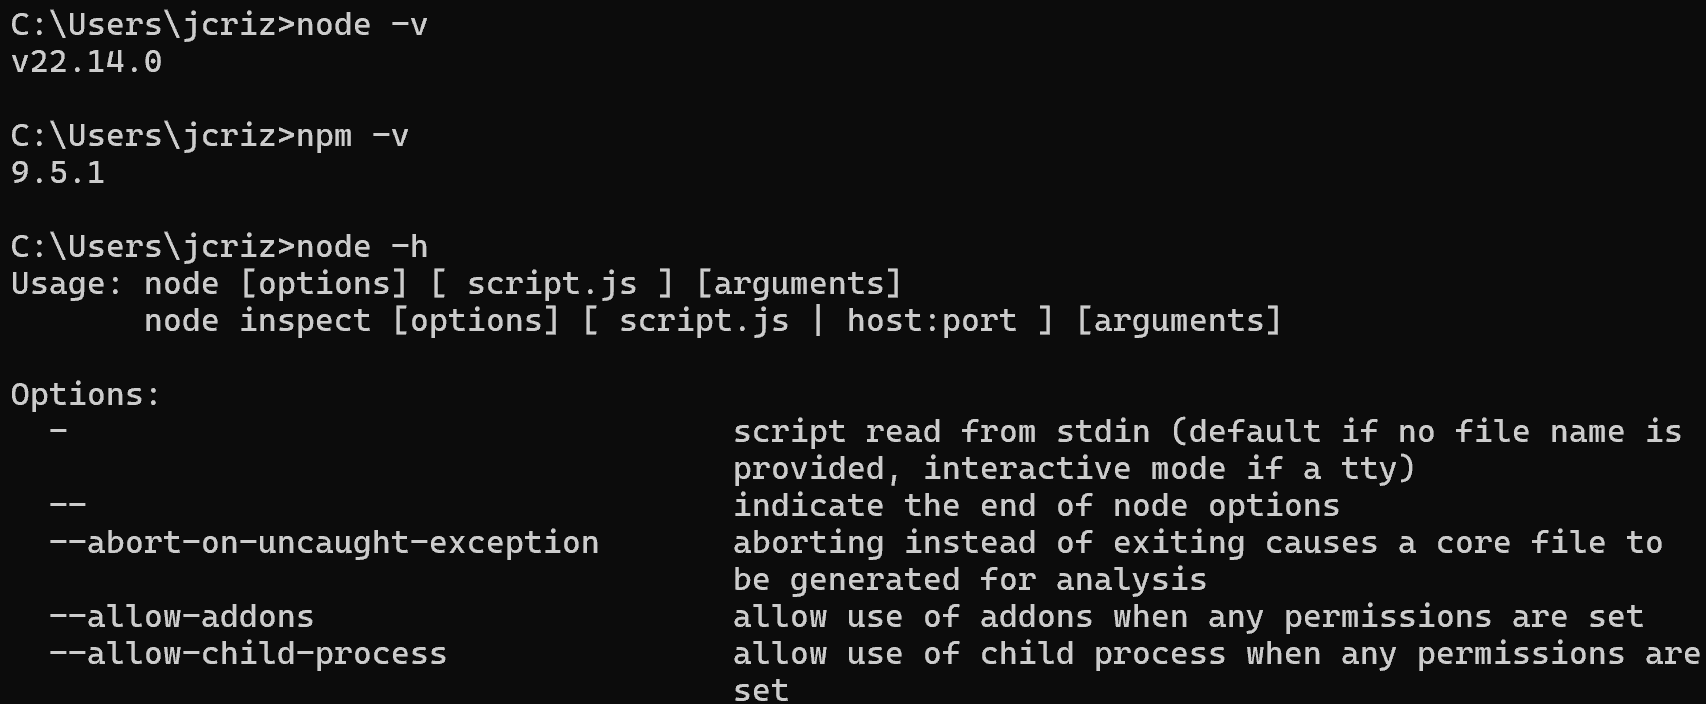 C:\Users\jcriz>node -v
v22.14.0
C:\Users\jcriz>npm -v
9.5.1
C:\Users\jcriz>node -h
Usage: node [options] [ script.js ] [arguments]
       node inspect [options] [ script.js | host:port ] [arguments]
Options:
  -                                   script read from stdin (default if no file name is
                                      provided, interactive mode if a tty)
  --                                  indicate the end of node options
  --abort-on-uncaught-exception       aborting instead of exiting causes a core file to
                                      be generated for analysis
  --allow-addons                      allow use of addons when any permissions are set
  --allow-child-process               allow use of child process when any permissions are
                                      set